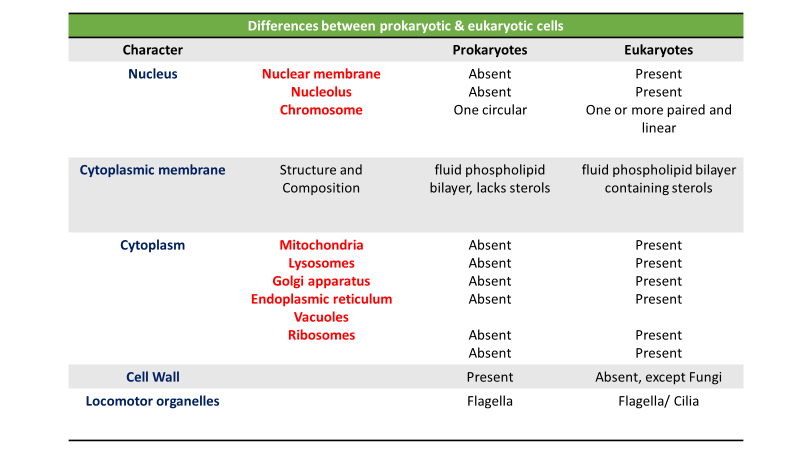 Differences between prokaryotic & eukaryotic cells
Character Prokaryotes Eukaryotes
Nucleus Nuclear membrane Absent Present
Nucleolus Absent Present
Chromosome One circular One or more paired and
linear
Cytoplasmic membrane Structure and fluid phospholipid fluid phospholipid bilayer
Composition bilayer, lacks sterols containing sterols
Cytoplasm Mitochondria Absent Present
Lysosomes Absent Present
Golgi apparatus Absent Present
Endoplasmic reticulum Absent Present
Vacuoles
Ribosomes Absent Present
Absent Present
Cell Wall Present Absent, except Fungi
Locomotor organelles Flagella Flagella/ Cilia